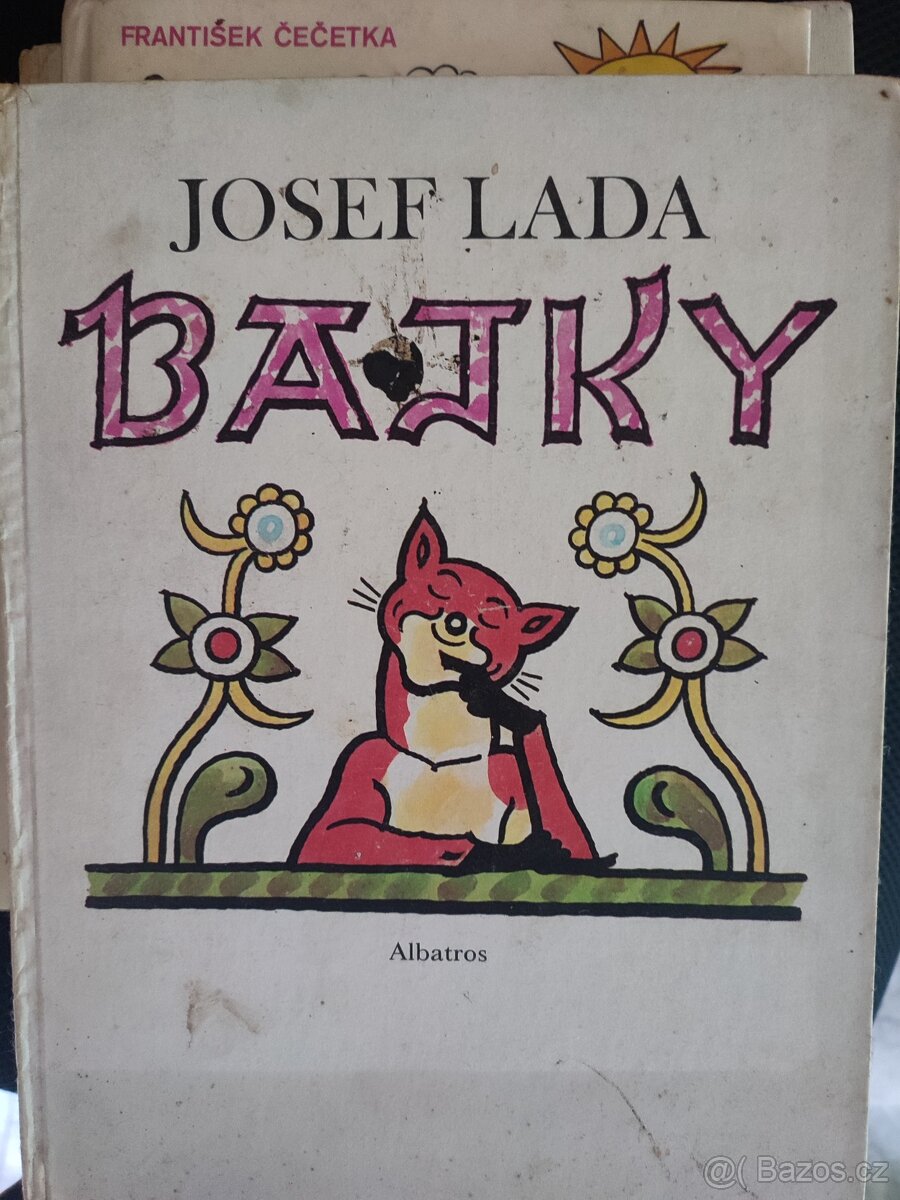 FRANTIŠEK ČEČETKA
JOSEF LADA
BAJKY
Albatros
@( Bazos.cz